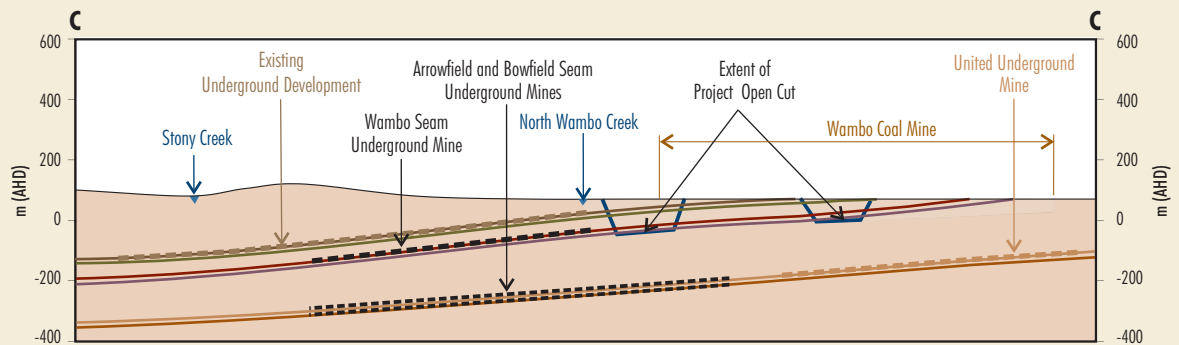 C
C
600
400
200
0
-200
-400
m (AHD)
Existing
Underground Development
Stony Creek
Wambo Seam
Underground Mine
Arrowfield and Bowfield Seam
Underground Mines
North Wambo Creek
Extent of
Project Open Cut
Wambo Coal Mine
United Underground
Mine
600
400
200
0
-200
-400
m (AHD)